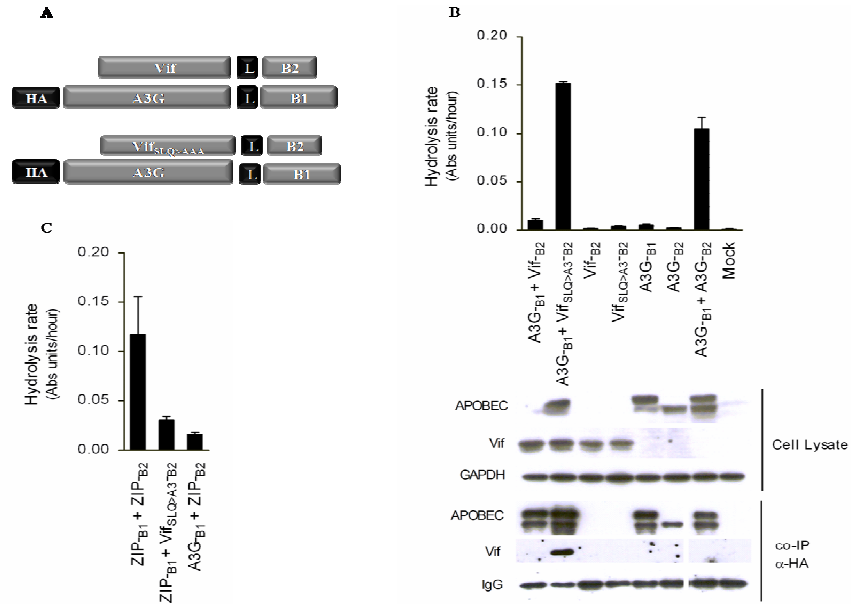 A
Vif L B2
HA A3G L B1
VifSLQ>AAA L B2
HA A3G L B1
B
Hydrolysis rate
(Abs units/hour)
0.20
0.15
0.10
0.05
0.00
A3G-B1 + Vif-B2
A3G-B1 + VifSLQ>A3-B2
Vif-B2
VifSLQ>A3-B2
A3G-B1
A3G-B2
A3G-B1 + A3G-B2
Mock
APOBEC
Vif
GAPDH
Cell Lysate
APOBEC
Vif
IgG
co-IP
α-HA
C
Hydrolysis rate
(Abs units/hour)
0.20
0.15
0.10
0.05
0.00
ZIP-B1 + ZIP-B2
ZIP-B1 + VifSLQ>A3-B2
A3G-B1 + ZIP-B2